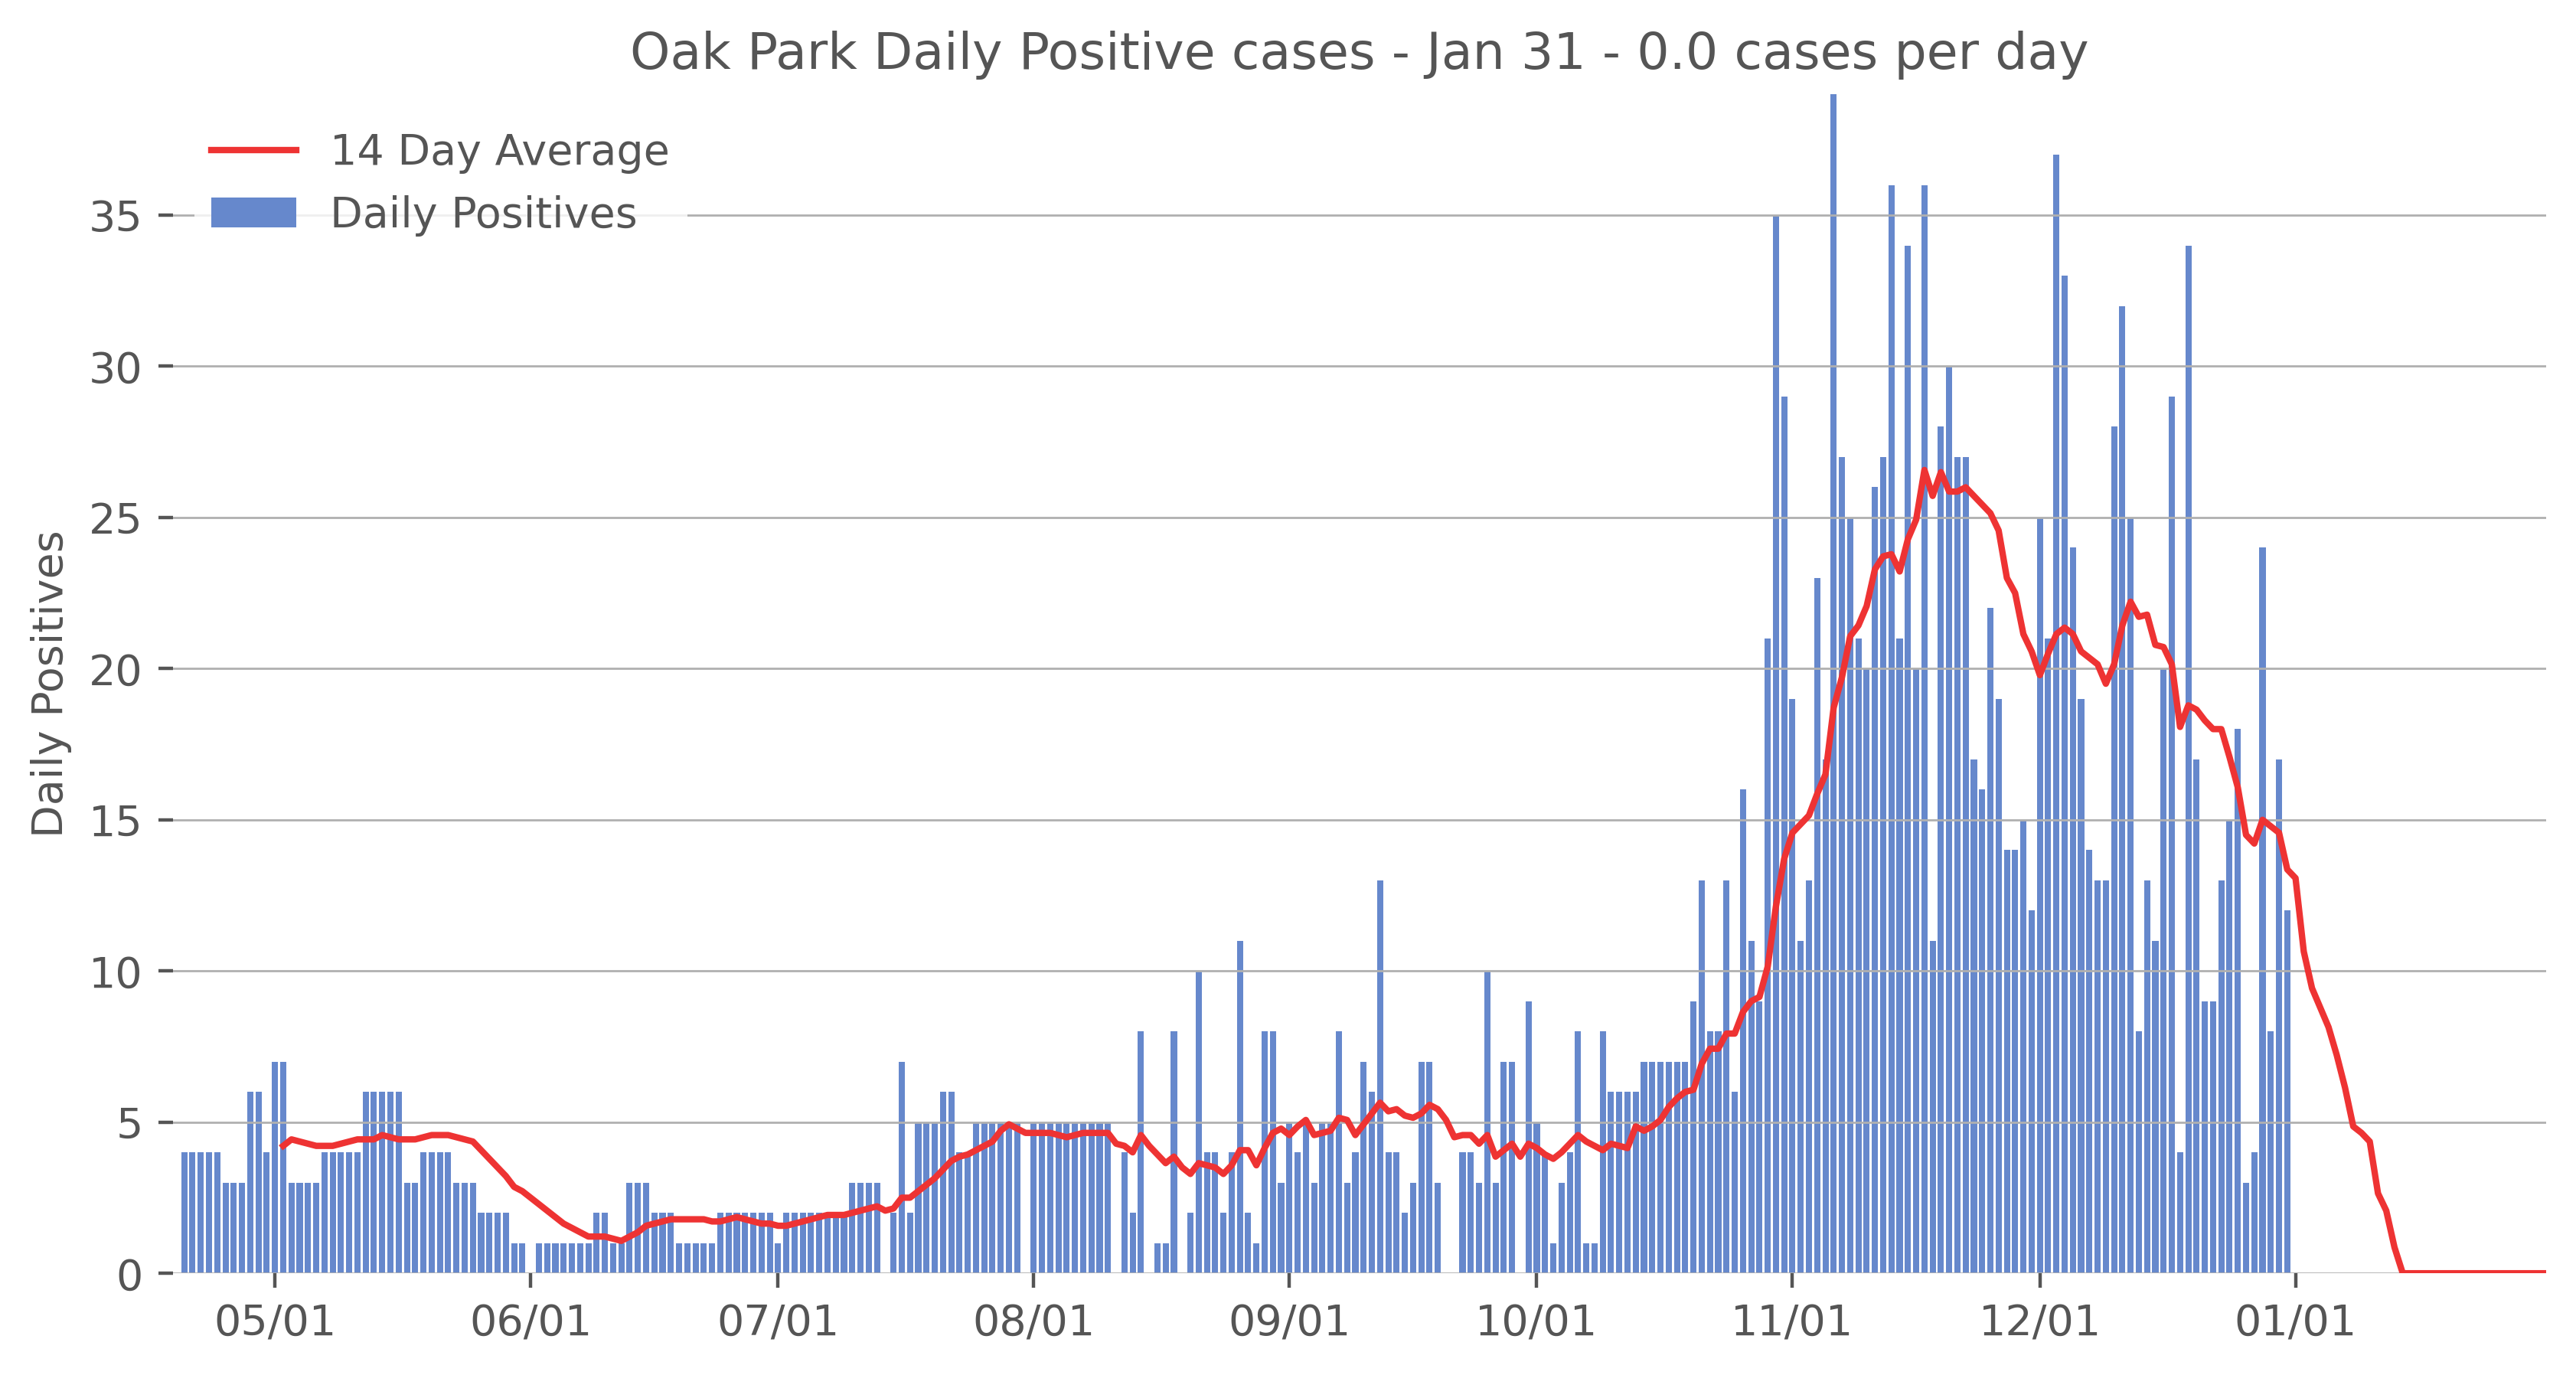 Oak Park Daily Positive cases - Jan 31 - 0.0 cases per day
14 Day Average
Daily Positives
Daily Positives
35
30
25
20
15
10
5
0
05/01 06/01 07/01 08/01 09/01 10/01 11/01 12/01 01/01